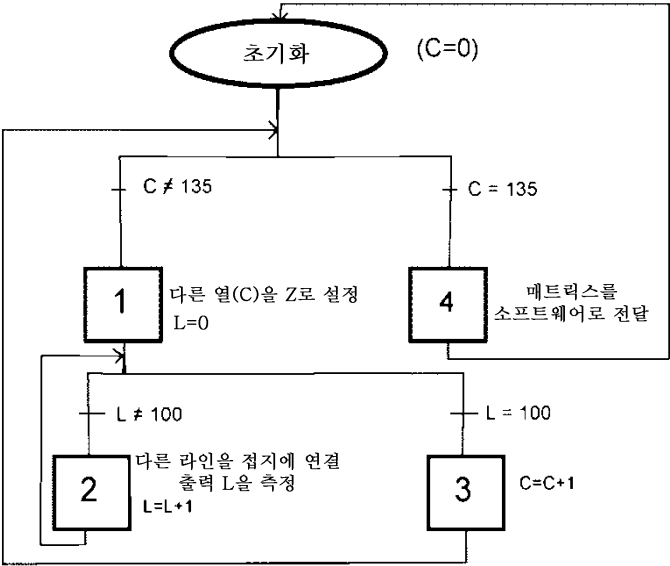 초기화
(C=0)
C ≠ 135
C = 135
1
다른 열(C)을 Z로 설정
L=0
4
매트릭스를
소프트웨어로 전달
L ≠ 100
L = 100
2
다른 라인을 접지에 연결
출력 L을 측정
L=L+1
3
C=C+1